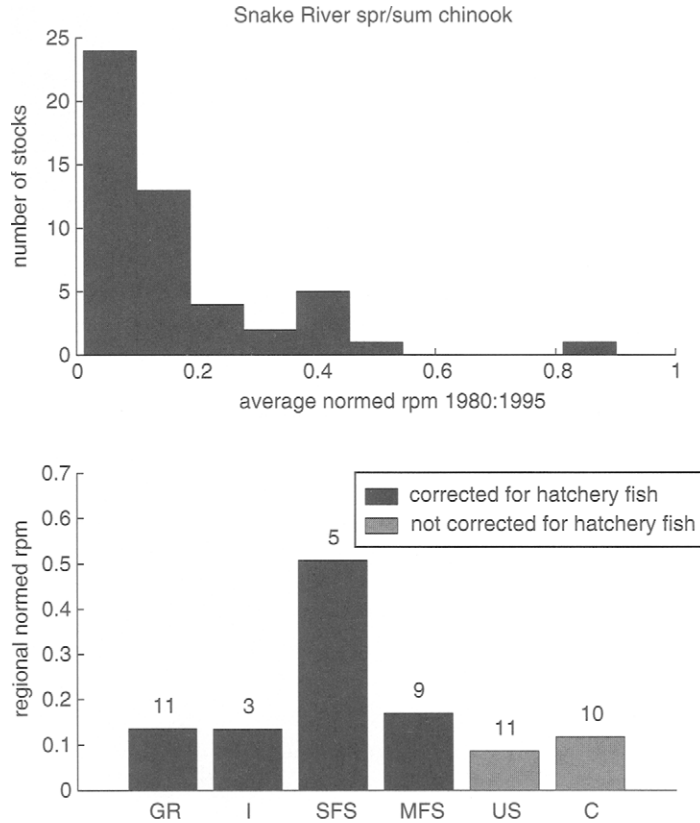 Snake River spr/sum chinook
25
20
15
10
5
0
number of stocks
0 0.2 0.4 0.6 0.8 1
average normed rpm 1980:1995
0.7
0.6
0.5
0.4
0.3
0.2
0.1
0
regional normed rpm
corrected for hatchery fish
not corrected for hatchery fish
11 3 5 9 11 10
GR I SFS MFS US C